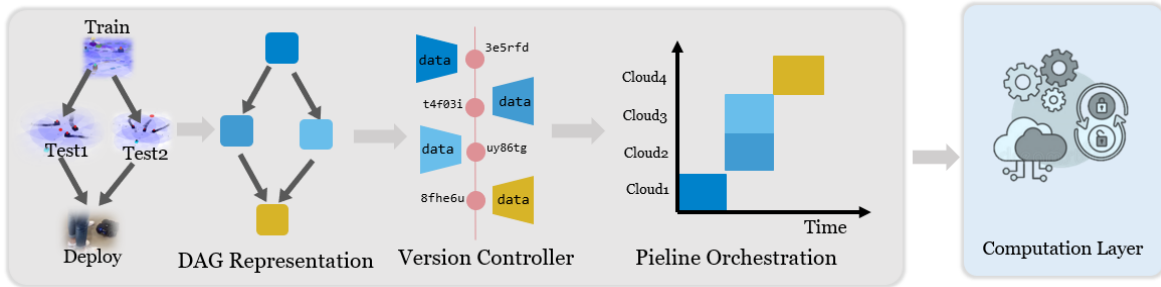 Train
Test1
Test2
Deploy
DAG Representation
3e5rfd
data
t4f03i
data
uy86tg
data
8fhe6u
data
Version Controller
Cloud4
Cloud3
Cloud2
Cloud1
Time
Pieline Orchestration
Computation Layer